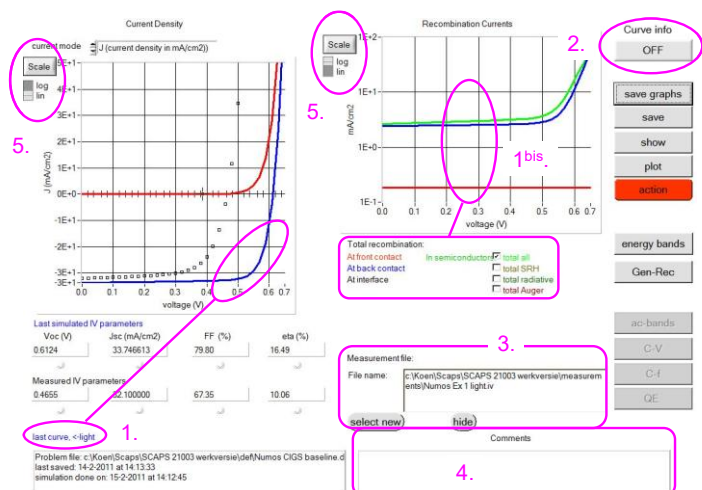 Current Density
Recombination Currents
Curve info
current mode
J (current density in mA/cm2))
Scale
log
lin
5.
5E+1
4E+1
3E+1
2E+1
1E+1
0E+0
-1E+1
-2E+1
-3E+1
-3E+1
J (mA/cm2)
0.0 0.1 0.2 0.3 0.4 0.5 0.6 0.7
voltage (V)
Scale
log
lin
5.
1E+2
1E+1
1E+0
1E-1
mA/cm2
0.0 0.1 0.2 0.3 0.4 0.5 0.6 0.7
voltage (V)
1bis.
2.
OFF
save graphs
save
show
plot
action
energy bands
Gen-Rec
ac-bands
C-V
C-f
QE
Total recombination:
At front contact In semiconductors total all
At back contact total SRH
At interface total radiative
total Auger
Last simulated IV parameters
Voc (V) Jsc (mA/cm2) FF (%) eta (%)
0.6124 33.746613 79.80 16.49
Measured IV parameters
0.4655 32.100000 67.35 10.06
last curve, <-light
1.
3.
Measurement file:
File name: c:\Koen\Scaps\SCAPS 21003 werkversie\measurem
ents\Numos Ex 1 light.iv
select new) hide)
Comments
4.
Problem file: c:\Koen\Scaps\SCAPS 21003 werkversie\def\Numos CIGS baseline.d
last saved: 14-2-2011 at 14:13:33
simulation done on: 15-2-2011 at 14:12:45